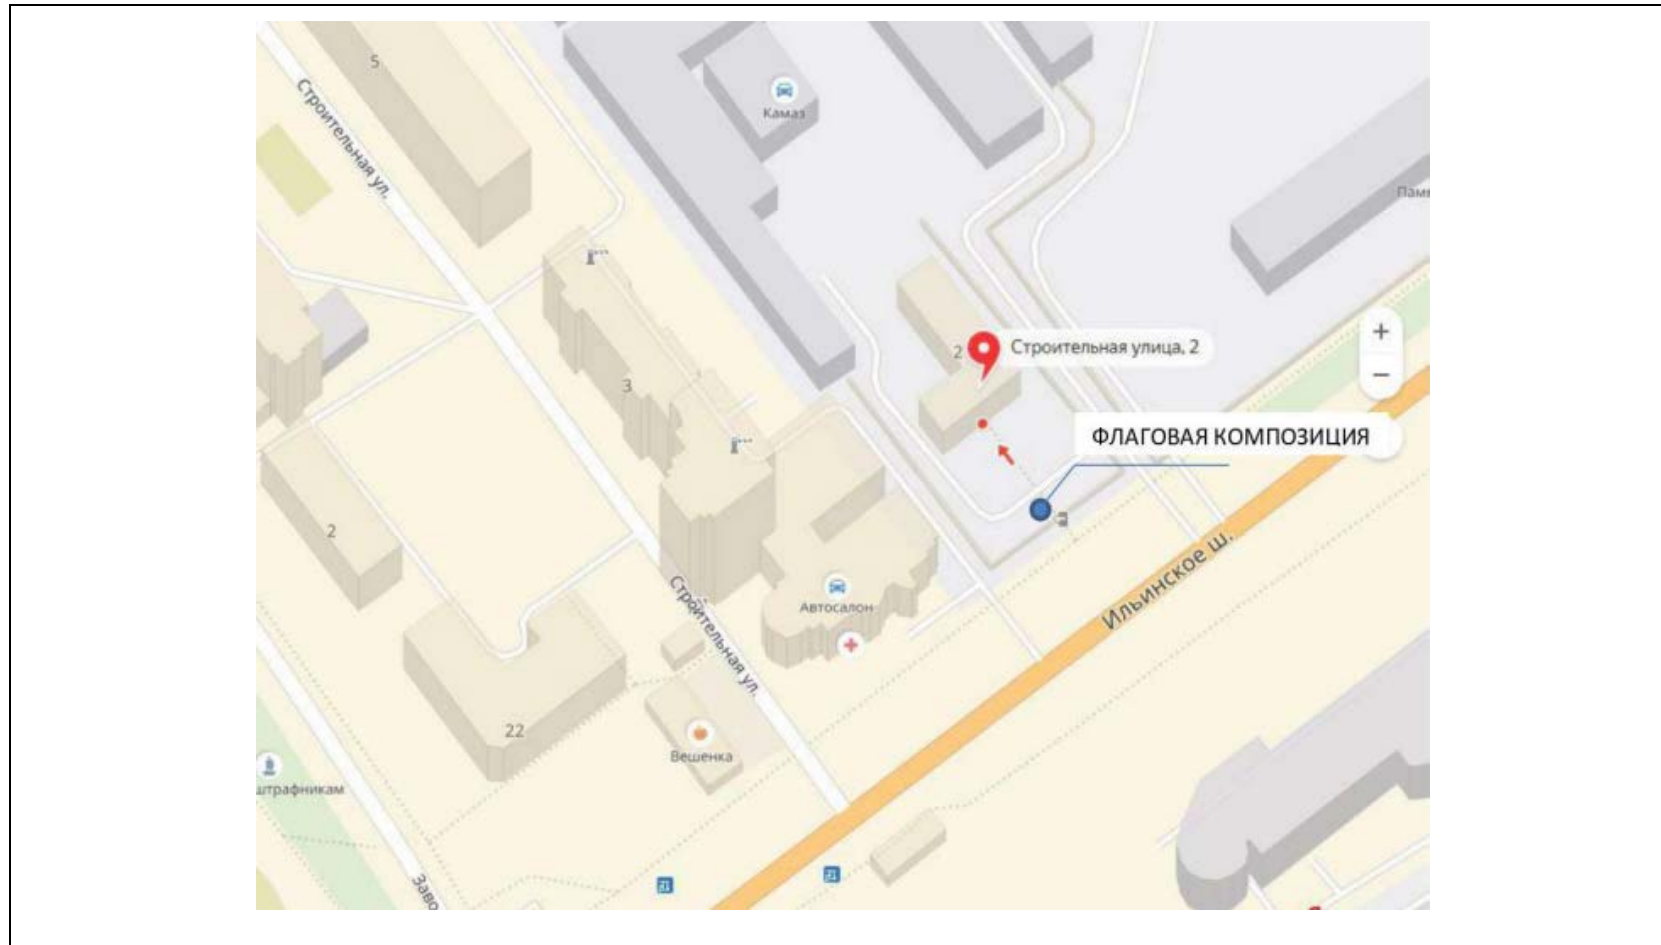 5
Строительная ул.
Камаз
Памя
3
2
Строительная улица, 2
+
−
ФЛАГОВАЯ КОМПОЗИЦИЯ
2
Ильинское ш.
Автосалон
Строительная ул.
22
Вешенка
штрафникам
Заво